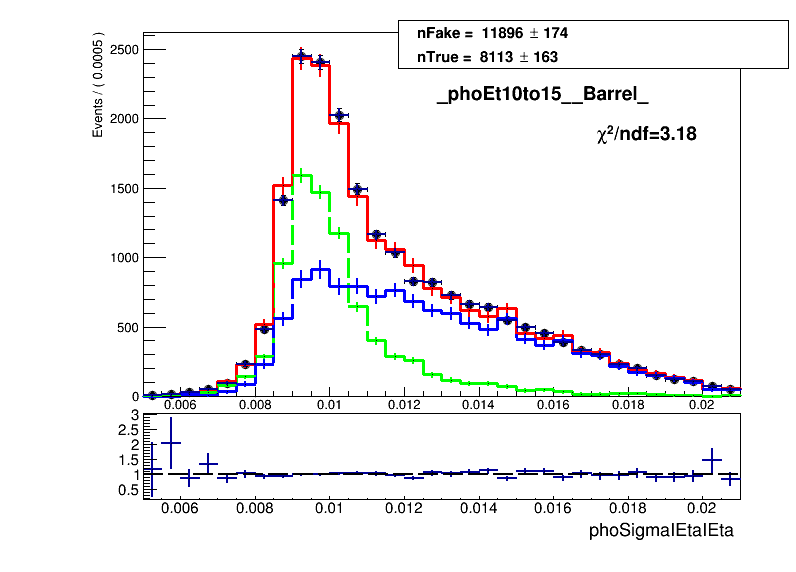 nFake = 11896 ± 174
nTrue = 8113 ± 163
_phoEt10to15__Barrel_
χ²/ndf=3.18
Events / ( 0.0005 )
2500
2000
1500
1000
500
0
0.006 0.008 0.01 0.012 0.014 0.016 0.018 0.02
3
2.5
2
1.5
1
0.5
0.006 0.008 0.01 0.012 0.014 0.016 0.018 0.02
phoSigmaIEtaIEta